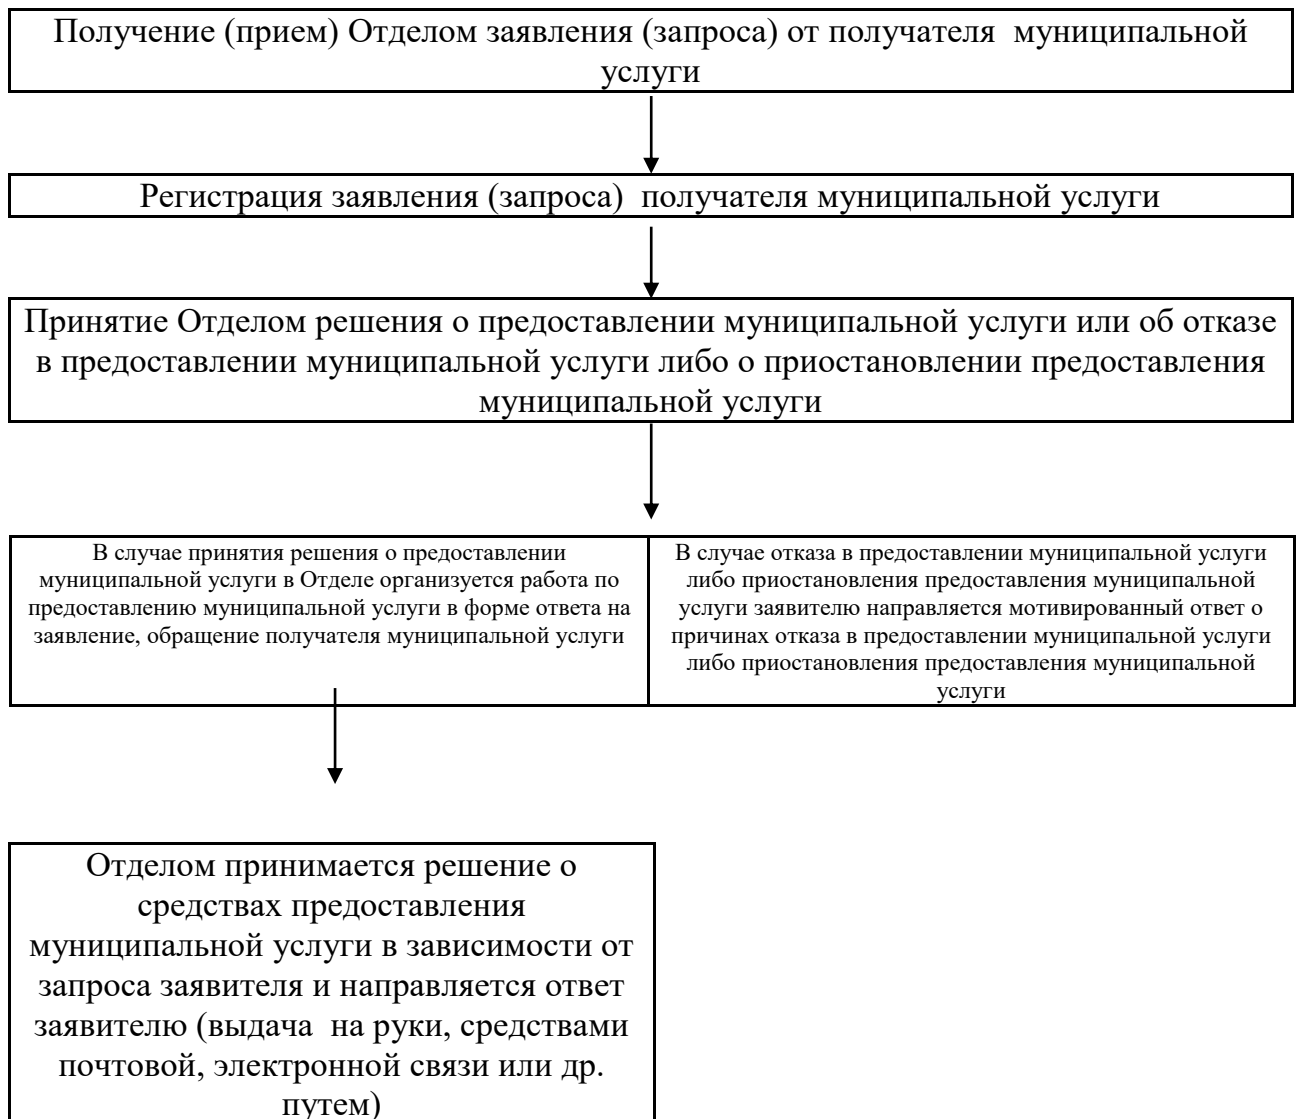 Получение (прием) Отделом заявления (запроса) от получателя  муниципальной
услуги
Регистрация заявления (запроса)  получателя муниципальной услуги
Принятие Отделом решения о предоставлении муниципальной услуги или об отказе
в предоставлении муниципальной услуги либо о приостановлении предоставления
муниципальной услуги
В случае принятия решения о предоставлении
муниципальной услуги в Отделе организуется работа по
предоставлению муниципальной услуги в форме ответа на
заявление, обращение получателя муниципальной услуги
В случае отказа в предоставлении муниципальной услуги
либо приостановления предоставления муниципальной
услуги заявителю направляется мотивированный ответ о
причинах отказа в предоставлении муниципальной услуги
либо приостановления предоставления муниципальной
услуги
Отделом принимается решение о
средствах предоставления
муниципальной услуги в зависимости от
запроса заявителя и направляется ответ
заявителю (выдача  на руки, средствами
почтовой, электронной связи или др.
путем)